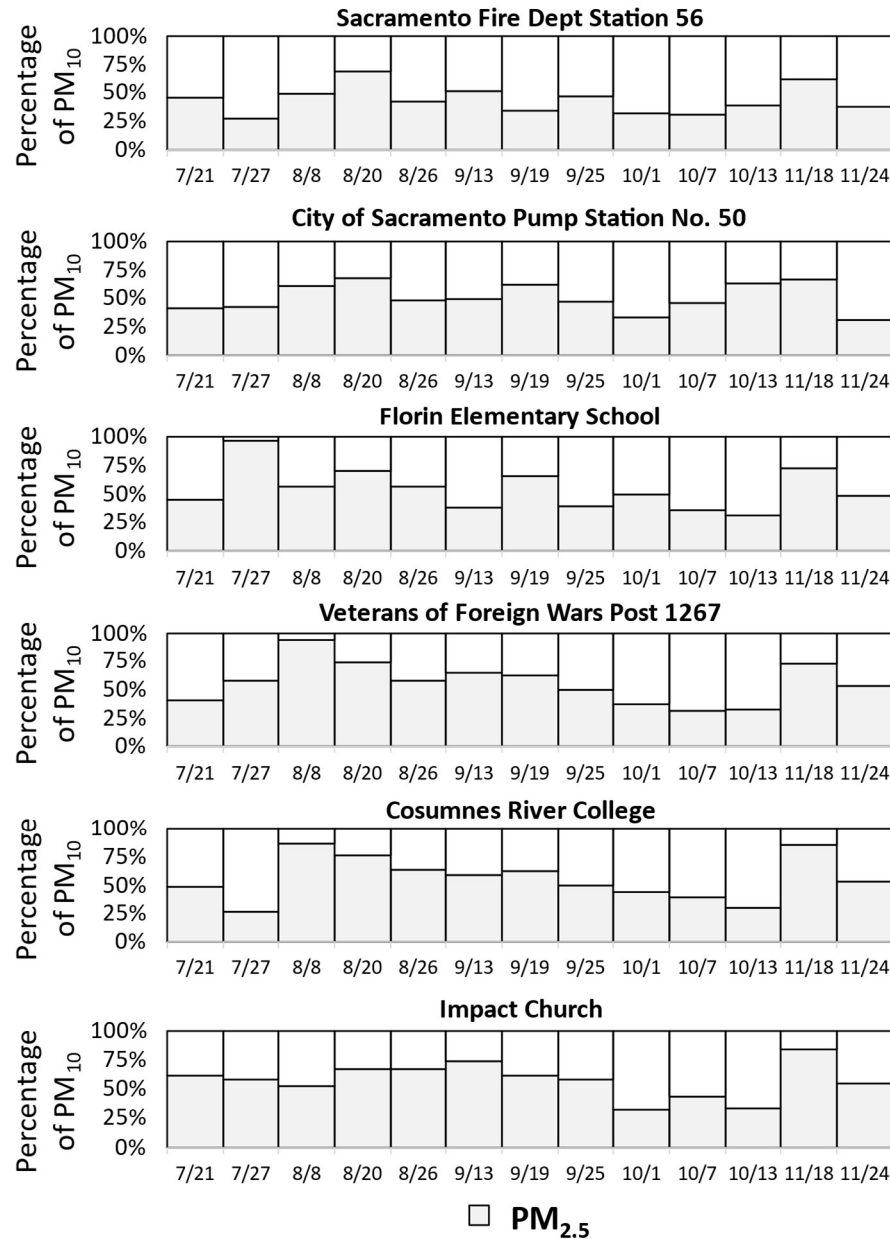 Sacramento Fire Dept Station 56
Percentage of PM10
100%
75%
50%
25%
0%
7/21 7/27 8/8 8/20 8/26 9/13 9/19 9/25 10/1 10/7 10/13 11/18 11/24
City of Sacramento Pump Station No. 50
Percentage of PM10
100%
75%
50%
25%
0%
7/21 7/27 8/8 8/20 8/26 9/13 9/19 9/25 10/1 10/7 10/13 11/18 11/24
Florin Elementary School
Percentage of PM10
100%
75%
50%
25%
0%
7/21 7/27 8/8 8/20 8/26 9/13 9/19 9/25 10/1 10/7 10/13 11/18 11/24
Veterans of Foreign Wars Post 1267
Percentage of PM10
100%
75%
50%
25%
0%
7/21 7/27 8/8 8/20 8/26 9/13 9/19 9/25 10/1 10/7 10/13 11/18 11/24
Cosumnes River College
Percentage of PM10
100%
75%
50%
25%
0%
7/21 7/27 8/8 8/20 8/26 9/13 9/19 9/25 10/1 10/7 10/13 11/18 11/24
Impact Church
Percentage of PM10
100%
75%
50%
25%
0%
7/21 7/27 8/8 8/20 8/26 9/13 9/19 9/25 10/1 10/7 10/13 11/18 11/24
PM2.5